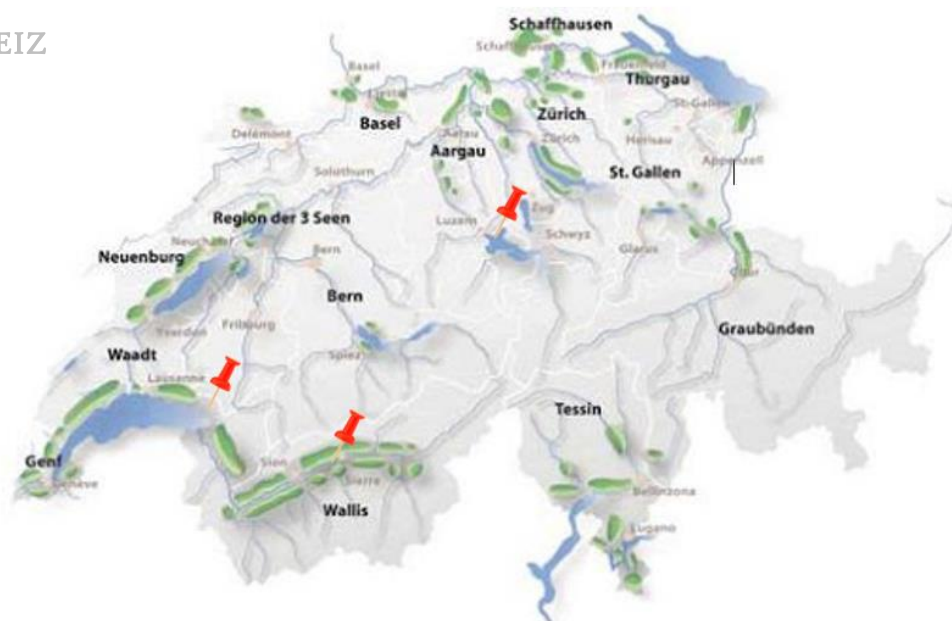 EIZ
Schaffhausen
Schaffhausen
Frauenfeld
Thurgau
St. Gallen
Basel
Liestal
Basel
Delémont
Zürich
Zürich
Aarau
Aargau
Herisau
Appenzell
St. Gallen
Solothurn
Region der 3 Seen
Luzern
Zug
Schwyz
Glarus
Neuchâtel
Neuenburg
Bern
Bern
Chur
Graubünden
Yverdon
Fribourg
Spiez
Waadt
Lausanne
Tessin
Genf
Genève
Sion
Sierre
Wallis
Bellinzona
Lugano